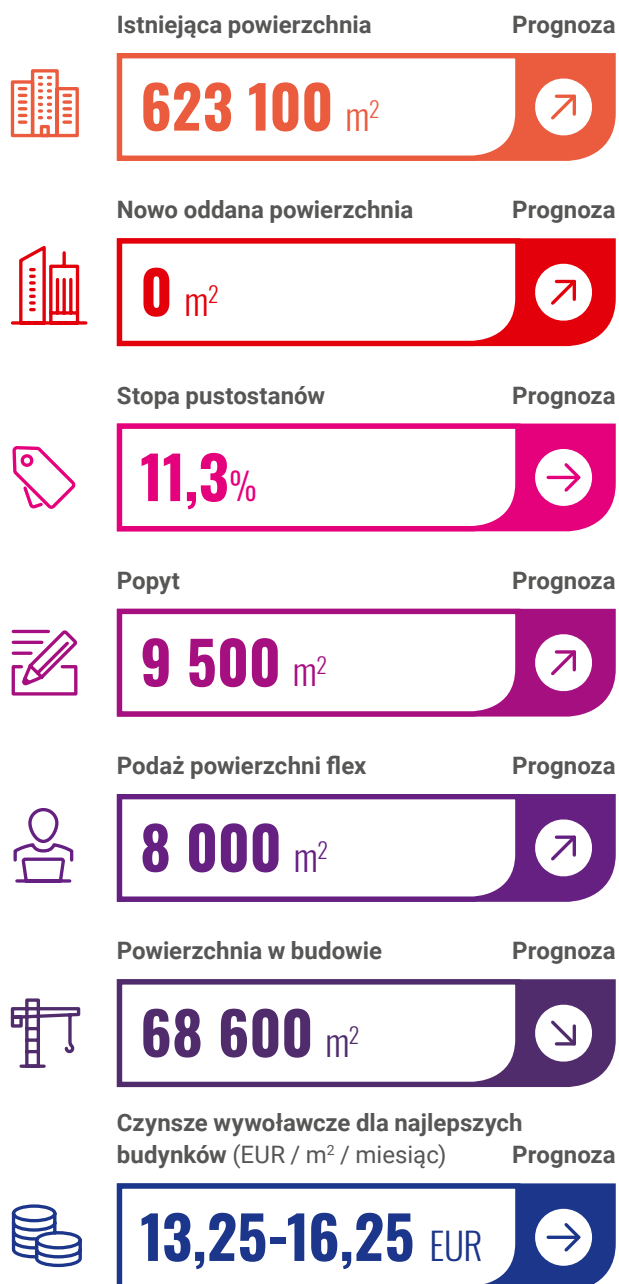 Istniejąca powierzchnia Prognoza
623 100 m²
Nowo oddana powierzchnia Prognoza
0 m²
Stopa pustostanów Prognoza
11,3%
Popyt Prognoza
9 500 m²
Podaż powierzchni flex Prognoza
8 000 m²
Powierzchnia w budowie Prognoza
68 600 m²
Czynsze wywoławcze dla najlepszych
budynków (EUR / m² / miesiąc) Prognoza
13,25-16,25 EUR